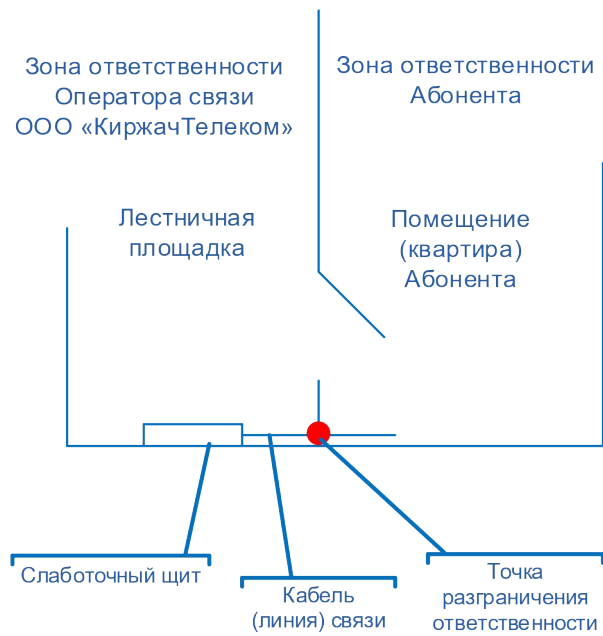 Зона ответственности
Оператора связи
ООО «КиржачТелеком»
Зона ответственности
Абонента
Лестничная
площадка
Помещение
(квартира)
Абонента
Слаботочный щит
Кабель
(линия) связи
Точка
разграничения
ответственности